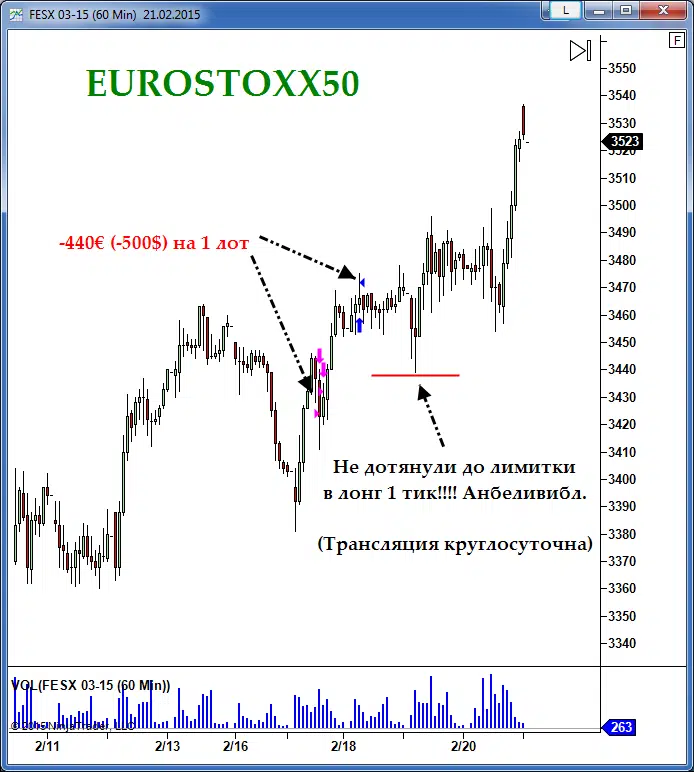 FESX 03-15 (60 Min) 21.02.2015
L
F
EUROSTOXX50
3550
3540
3530
3523
3520
3510
3500
3490
3480
3470
3460
3450
3440
3430
3420
3410
3400
3390
3380
3370
3360
3350
3340
-440€ (-500$) на 1 лот
Не дотянули до лимитки
в лонг 1 тик!!!! Анбеливибл.
(Трансляция круглосуточна)
VOL(FESX 03-15 (60 Min))
© 2015 NinjaTrader, LLC
263
2/11 2/13 2/16 2/18 2/20